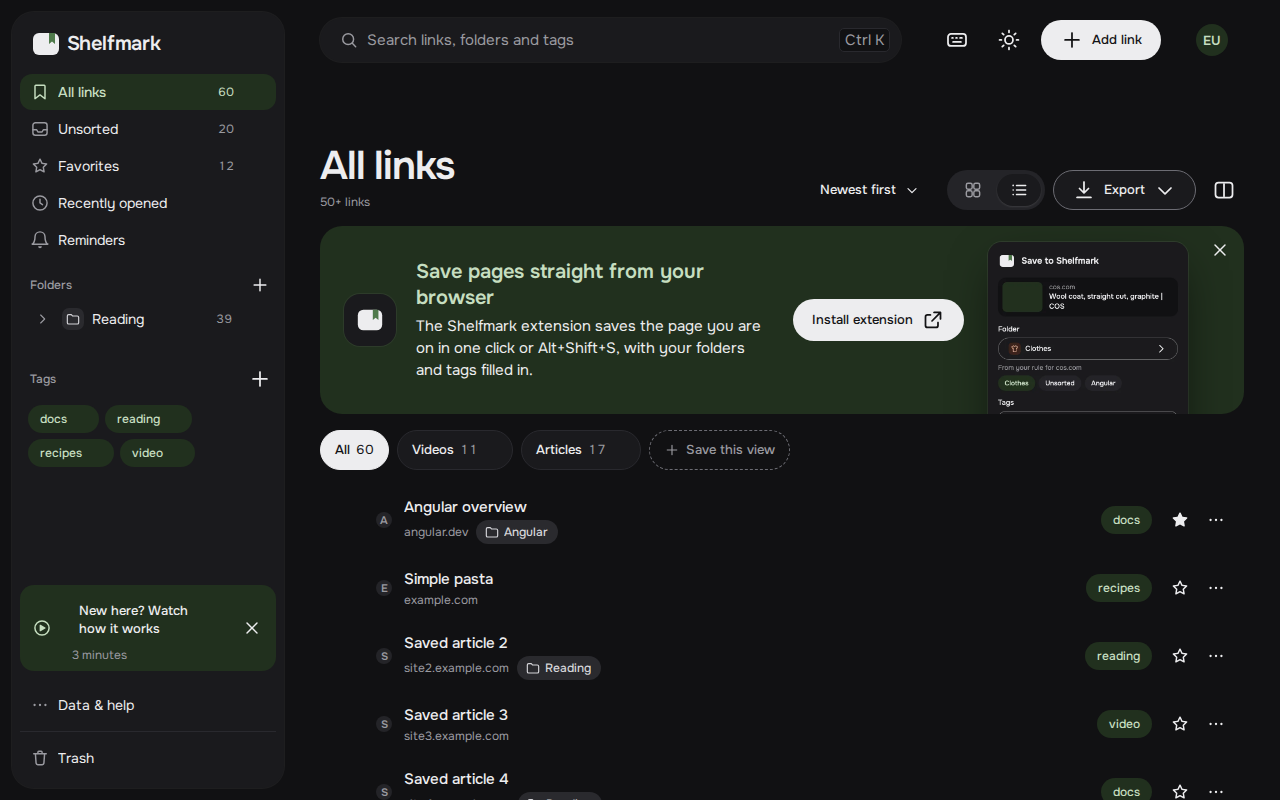 Shelfmark
All links 60
Unsorted 20
Favorites 12
Recently opened
Reminders
Folders
Reading 39
Tags
docs reading
recipes video
New here? Watch
how it works
3 minutes
Data & help
Trash
Search links, folders and tags Ctrl K
Add link
EU
All links
50+ links
Newest first
Export
Save pages straight from your
browser
The Shelfmark extension saves the page you are
on in one click or Alt+Shift+S, with your folders
and tags filled in.
Install extension
Save to Shelfmark
cos.com
Wool coat, straight cut, graphite |
COS
Folder
Clothes
From your rule for cos.com
Clothes Unsorted Angular
Tags
All 60
Videos 11
Articles 17
Save this view
Angular overview
angular.dev Angular
docs
A
Simple pasta
example.com
recipes
E
Saved article 2
site2.example.com Reading
reading
S
Saved article 3
site3.example.com
video
S
Saved article 4
docs
S